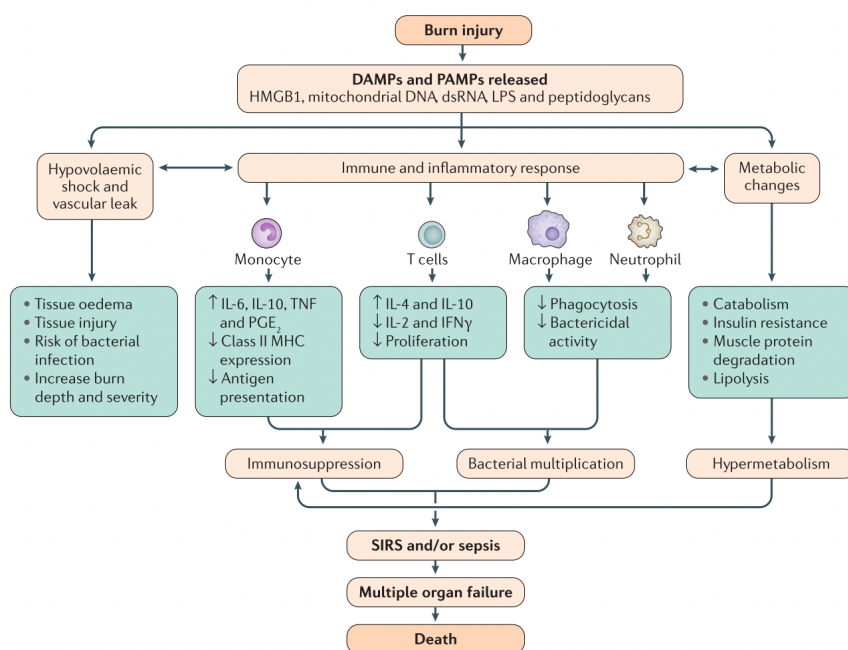 Burn injury
DAMPs and PAMPs released
HMGB1, mitochondrial DNA, dsRNA, LPS and peptidoglycans
Hypovolaemic
shock and
vascular leak
Immune and inflammatory response
Metabolic
changes
Monocyte
T cells
Macrophage
Neutrophil
• Tissue oedema
• Tissue injury
• Risk of bacterial
infection
• Increase burn
depth and severity
↑ IL-6, IL-10, TNF
and PGE₂
↓ Class II MHC
expression
↓ Antigen
presentation
↑ IL-4 and IL-10
↓ IL-2 and IFNγ
↓ Proliferation
↓ Phagocytosis
↓ Bactericidal
activity
• Catabolism
• Insulin resistance
• Muscle protein
degradation
• Lipolysis
Immunosuppression
Bacterial multiplication
Hypermetabolism
SIRS and/or sepsis
Multiple organ failure
Death